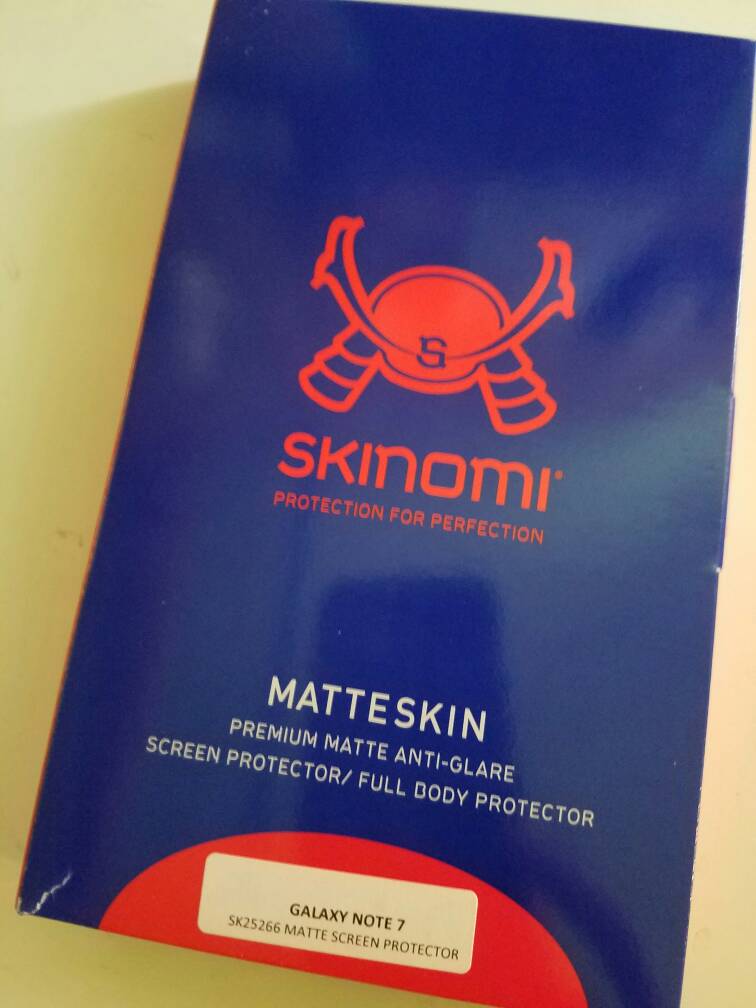 S
SKINOMI®
PROTECTION FOR PERFECTION
MATTESKIN
PREMIUM MATTE ANTI-GLARE
SCREEN PROTECTOR/ FULL BODY PROTECTOR
GALAXY NOTE 7
SK25266 MATTE SCREEN PROTECTOR